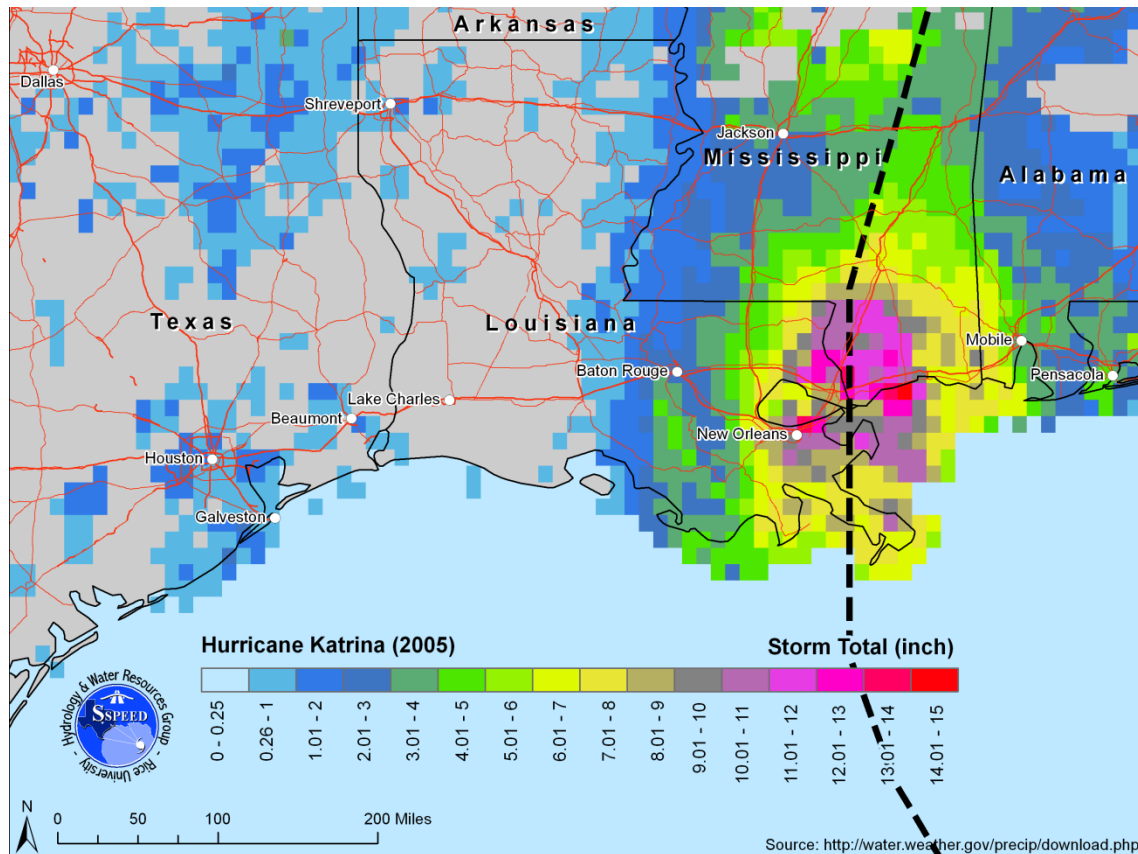 Arkansas
Dallas
Shreveport
Jackson
Mississippi
Alabama
Texas
Louisiana
Mobile
Baton Rouge
Pensacola
Lake Charles
Beaumont
New Orleans
Houston
Galveston
Hurricane Katrina (2005)
Storm Total (inch)
0 - 0.25
0.26 - 1
1.01 - 2
2.01 - 3
3.01 - 4
4.01 - 5
5.01 - 6
6.01 - 7
7.01 - 8
8.01 - 9
9.01 - 10
10.01 - 11
11.01 - 12
12.01 - 13
13.01 - 14
14.01 - 15
Hydrology & Water Resources Group - Rice University -
SSPEED
N
0 50 100 200 Miles
Source: http://water.weather.gov/precip/download.php